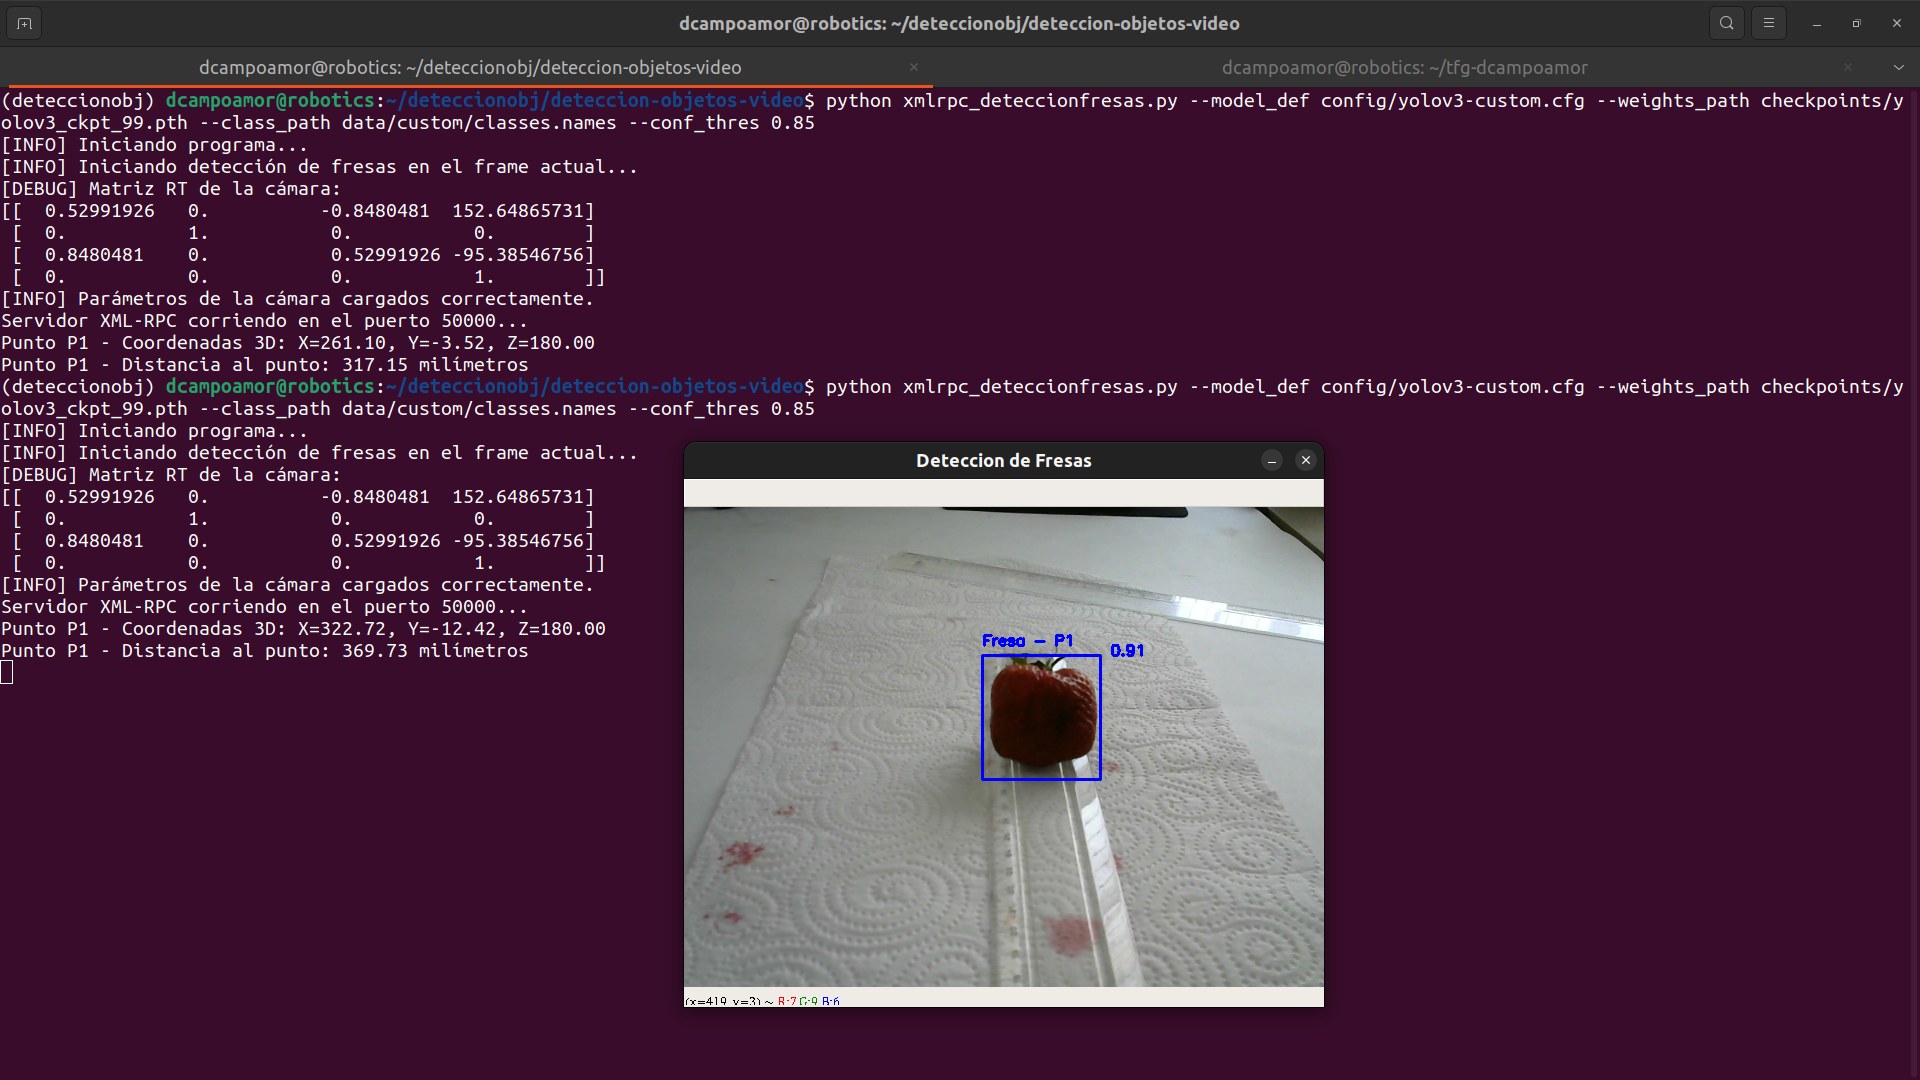 dcampoamor@robotics: ~/deteccionobj/deteccion-objetos-video
dcampoamor@robotics: ~/deteccionobj/deteccion-objetos-video
dcampoamor@robotics: ~/tfg-dcampoamor
(deteccionobj) dcampoamor@robotics:~/deteccionobj/deteccion-objetos-video$ python xmlrpc_deteccionfresas.py --model_def config/yolov3-custom.cfg --weights_path checkpoints/y
olov3_ckpt_99.pth --class_path data/custom/classes.names --conf_thres 0.85
[INFO] Iniciando programa...
[INFO] Iniciando detección de fresas en el frame actual...
[DEBUG] Matriz RT de la cámara:
[[  0.52991926   0.          -0.8480481  152.64865731]
 [  0.           1.           0.           0.        ]
 [  0.8480481    0.           0.52991926 -95.38546756]
 [  0.           0.           0.           1.        ]]
[INFO] Parámetros de la cámara cargados correctamente.
Servidor XML-RPC corriendo en el puerto 50000...
Punto P1 - Coordenadas 3D: X=261.10, Y=-3.52, Z=180.00
Punto P1 - Distancia al punto: 317.15 milímetros
(deteccionobj) dcampoamor@robotics:~/deteccionobj/deteccion-objetos-video$ python xmlrpc_deteccionfresas.py --model_def config/yolov3-custom.cfg --weights_path checkpoints/y
olov3_ckpt_99.pth --class_path data/custom/classes.names --conf_thres 0.85
[INFO] Iniciando programa...
[INFO] Iniciando detección de fresas en el frame actual...
[DEBUG] Matriz RT de la cámara:
[[  0.52991926   0.          -0.8480481  152.64865731]
 [  0.           1.           0.           0.        ]
 [  0.8480481    0.           0.52991926 -95.38546756]
 [  0.           0.           0.           1.        ]]
[INFO] Parámetros de la cámara cargados correctamente.
Servidor XML-RPC corriendo en el puerto 50000...
Punto P1 - Coordenadas 3D: X=322.72, Y=-12.42, Z=180.00
Punto P1 - Distancia al punto: 369.73 milímetros
Deteccion de Fresas
Fresa - P1
0.91
(x=419, y=3) ~ R:7 G:9 B:6